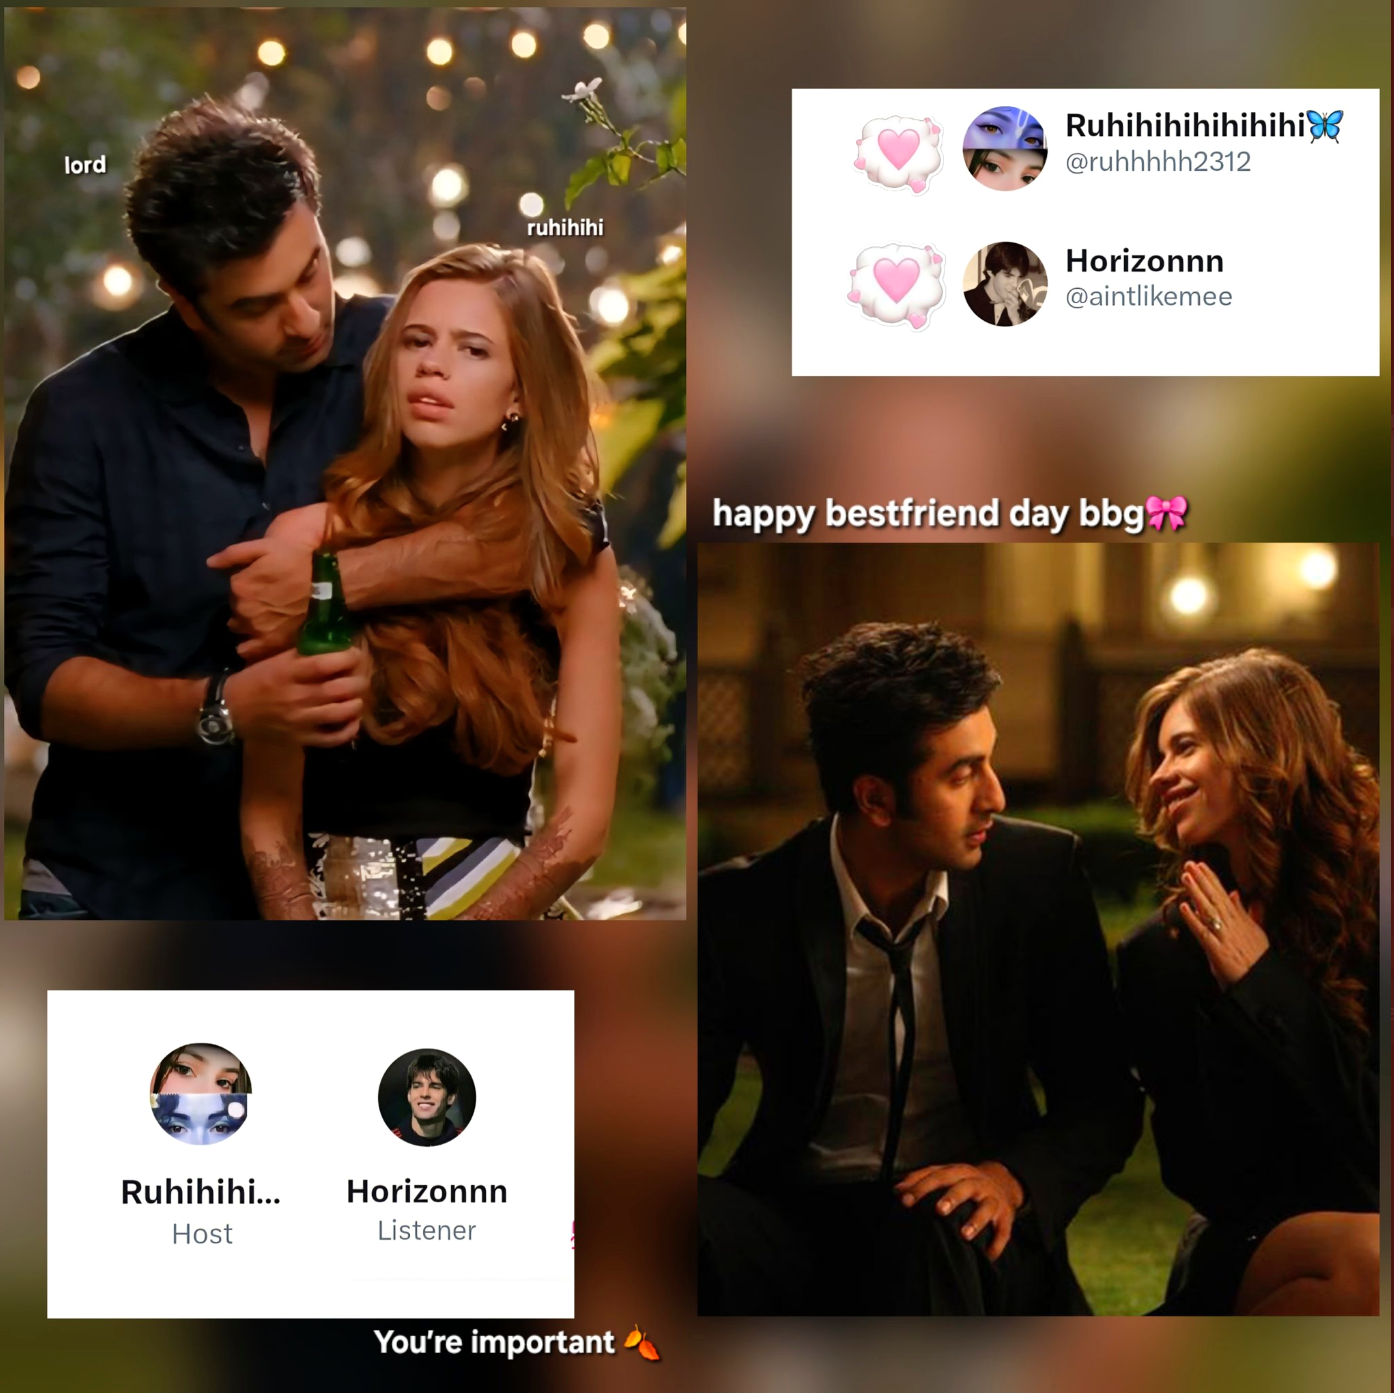 lord
ruhihihi
Ruhihihihihihihi🦋
@ruhhhhh2312
Horizonnn
@aintlikemee
happy bestfriend day bbg🎀
Ruhihihi...
Host
Horizonnn
Listener
You're important 🍂